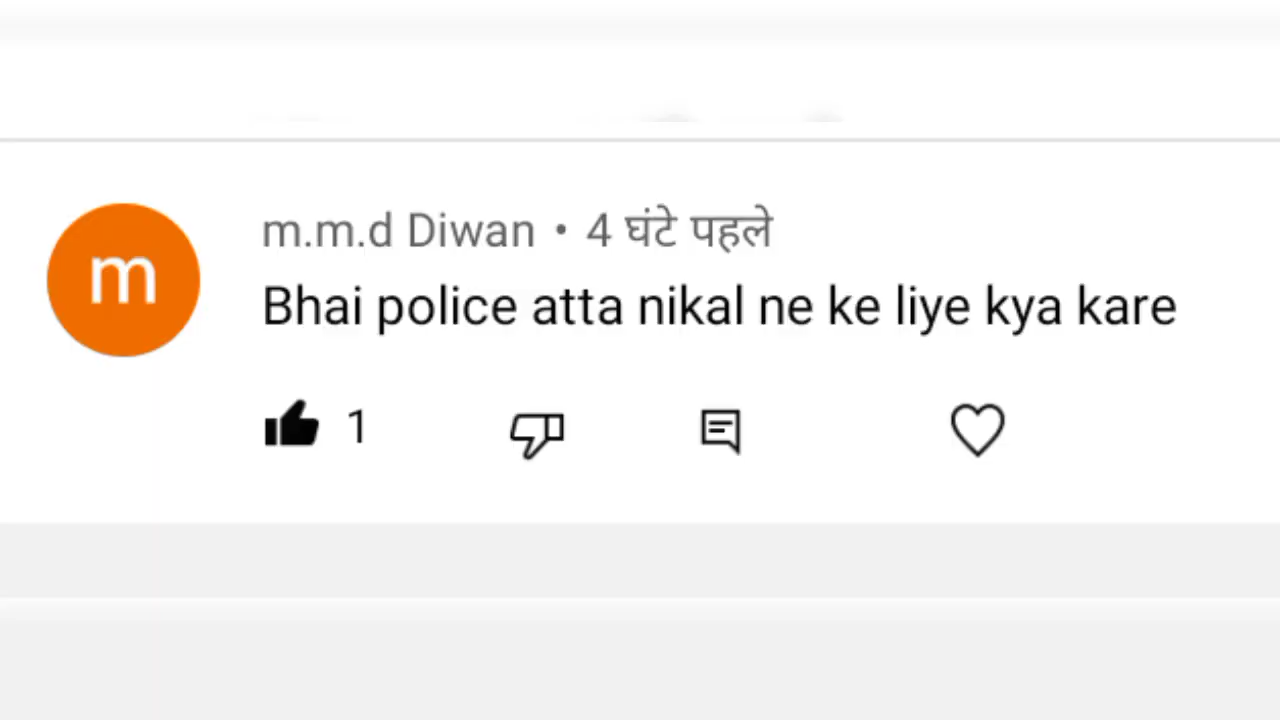 m
m.m.d Diwan • 4 घंटे पहले
Bhai police atta nikal ne ke liye kya kare
1